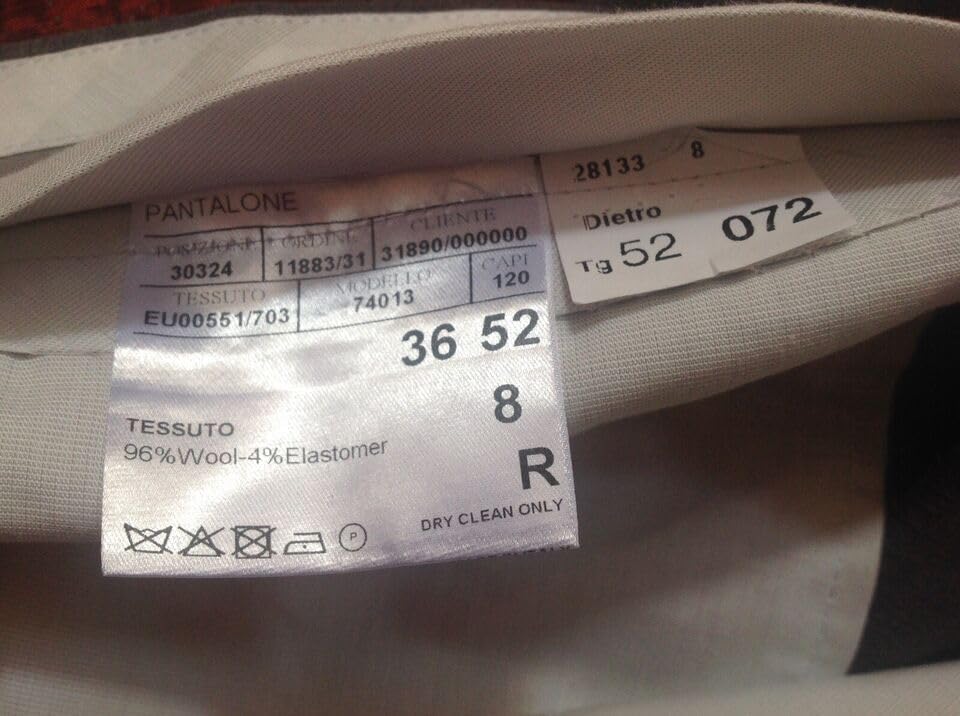 PANTALONE
POSIZIONE ORDINE CLIENTE
30324 11883/31 31890/000000
TESSUTO MODELLO CAPI
EU00551/703 74013 120
36 52
8
R
TESSUTO
96%Wool-4%Elastomer
DRY CLEAN ONLY
P
28133 8
Dietro
Tg 52 072